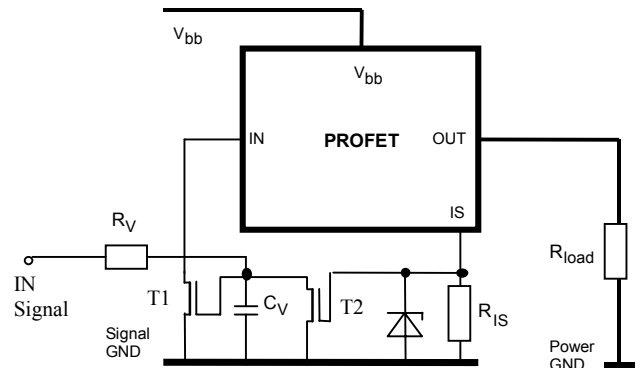 Vbb
Vbb
IN
PROFET
OUT
IS
RV
IN
Signal
T1
CV
T2
RIS
Rload
Signal
GND
Power
GND